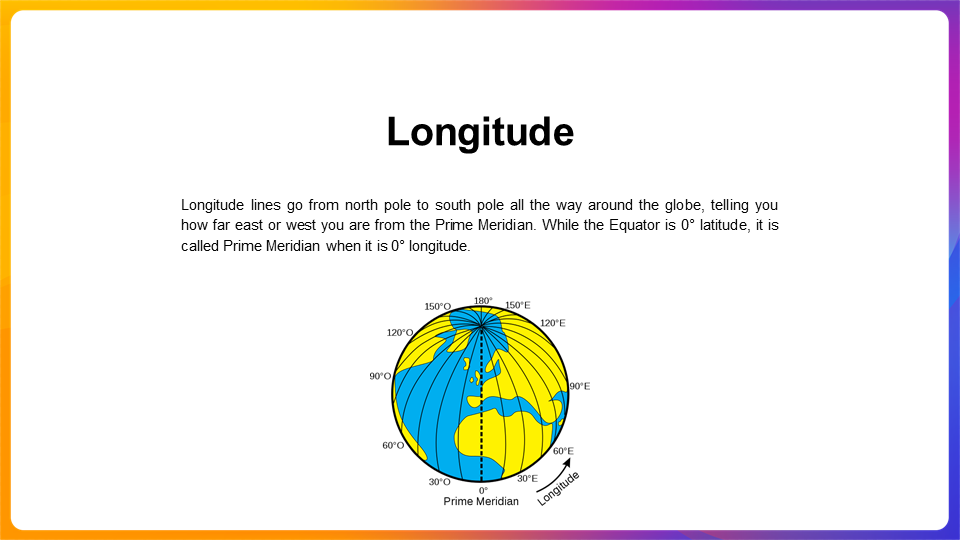 Longitude
Longitude lines go from north pole to south pole all the way around the globe, telling you
how far east or west you are from the Prime Meridian. While the Equator is 0° latitude, it is
called Prime Meridian when it is 0° longitude.
180°
150°O
150°E
120°O
120°E
90°O
90°E
60°O
60°E
30°O
30°E
0°
Prime Meridian
Longitude